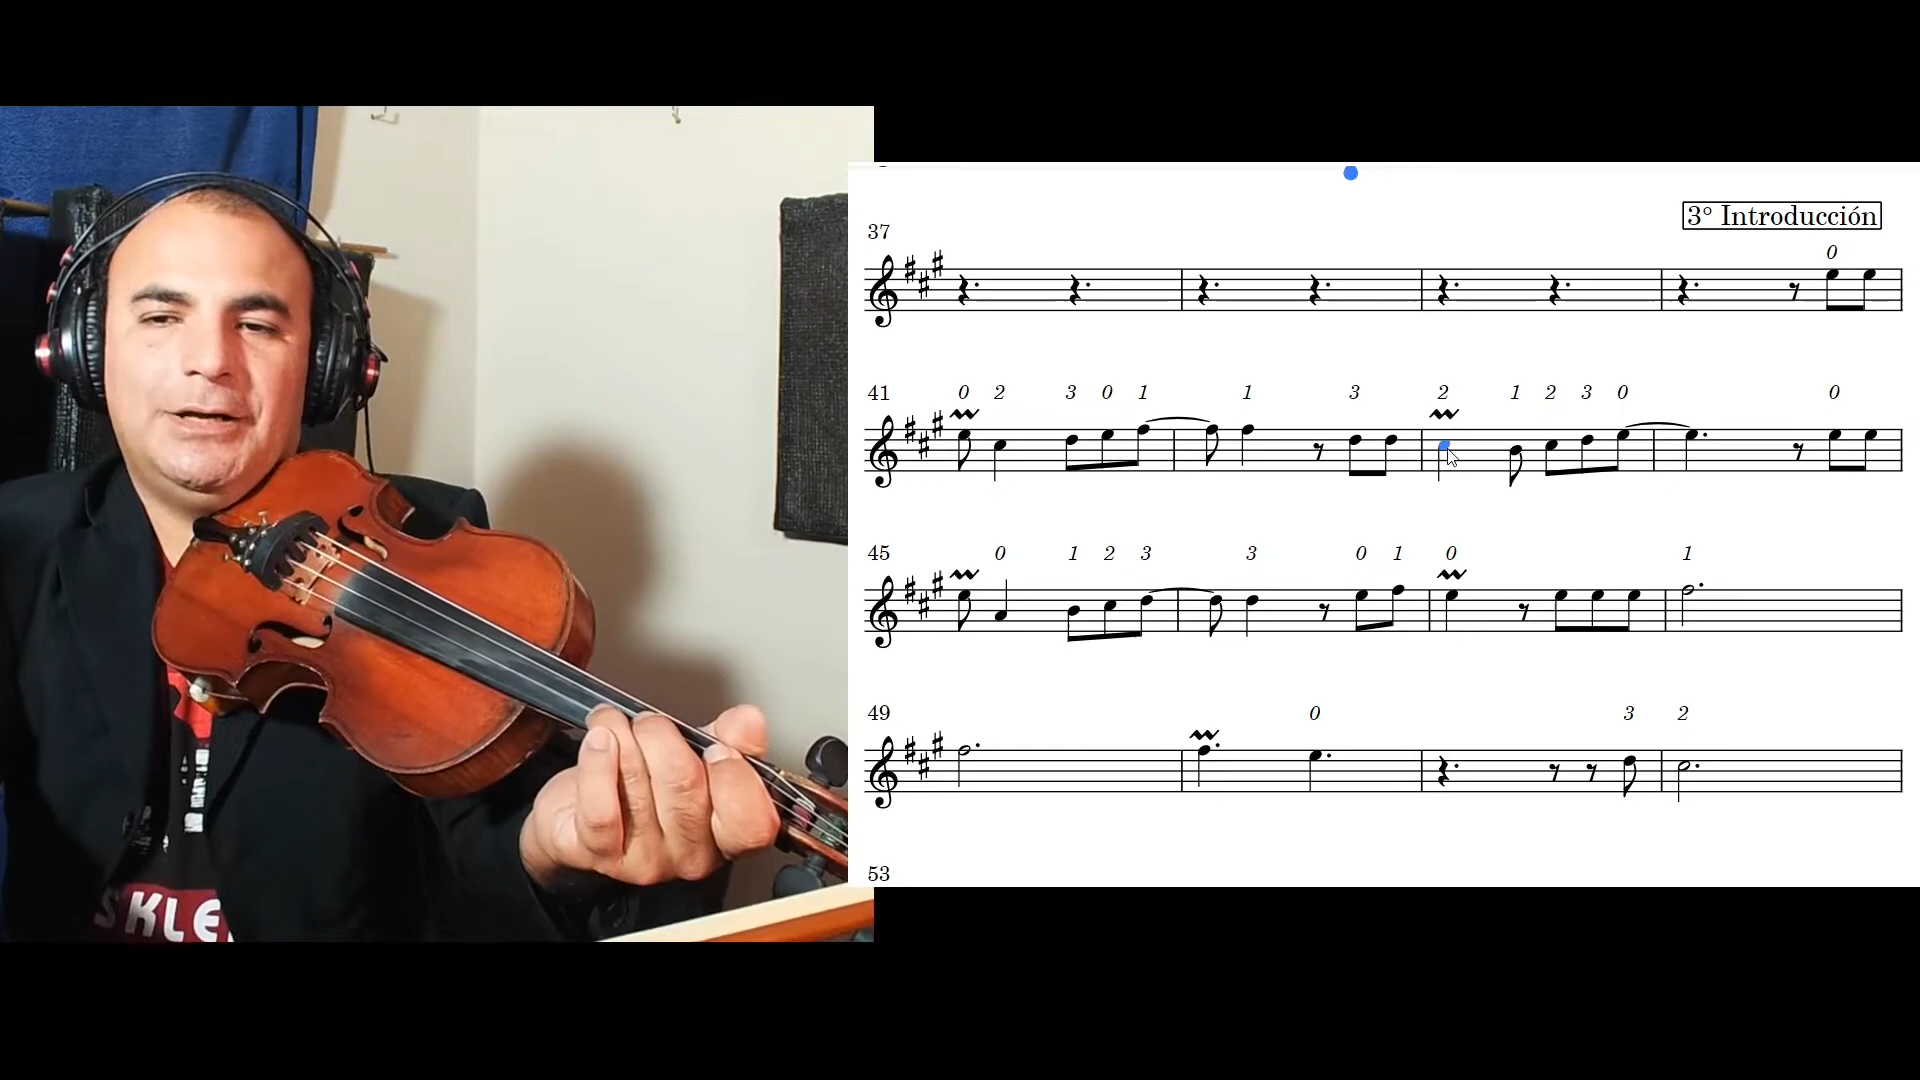 3° Introducción
37
0
41 0 2 3 0 1 1 3 2 1 2 3 0 0
45 0 1 2 3 3 0 1 0 1
49 0 3 2
53
SKLE